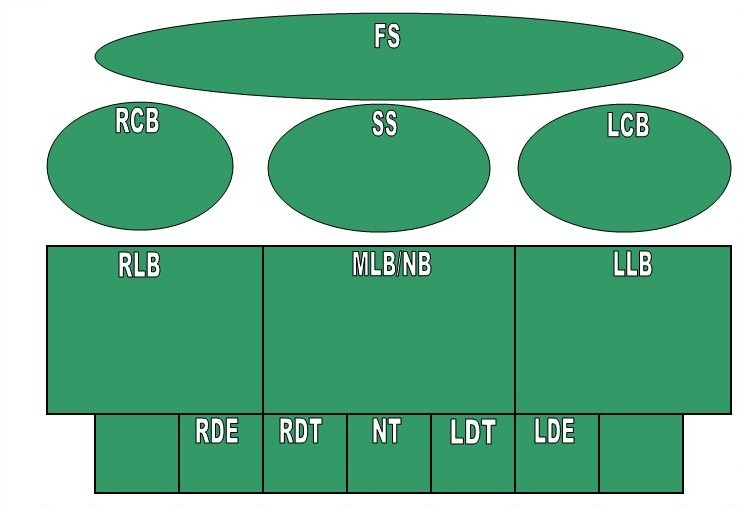 FS
RCB
SS
LCB
RLB
MLB/NB
LLB
RDE
RDT
NT
LDT
LDE